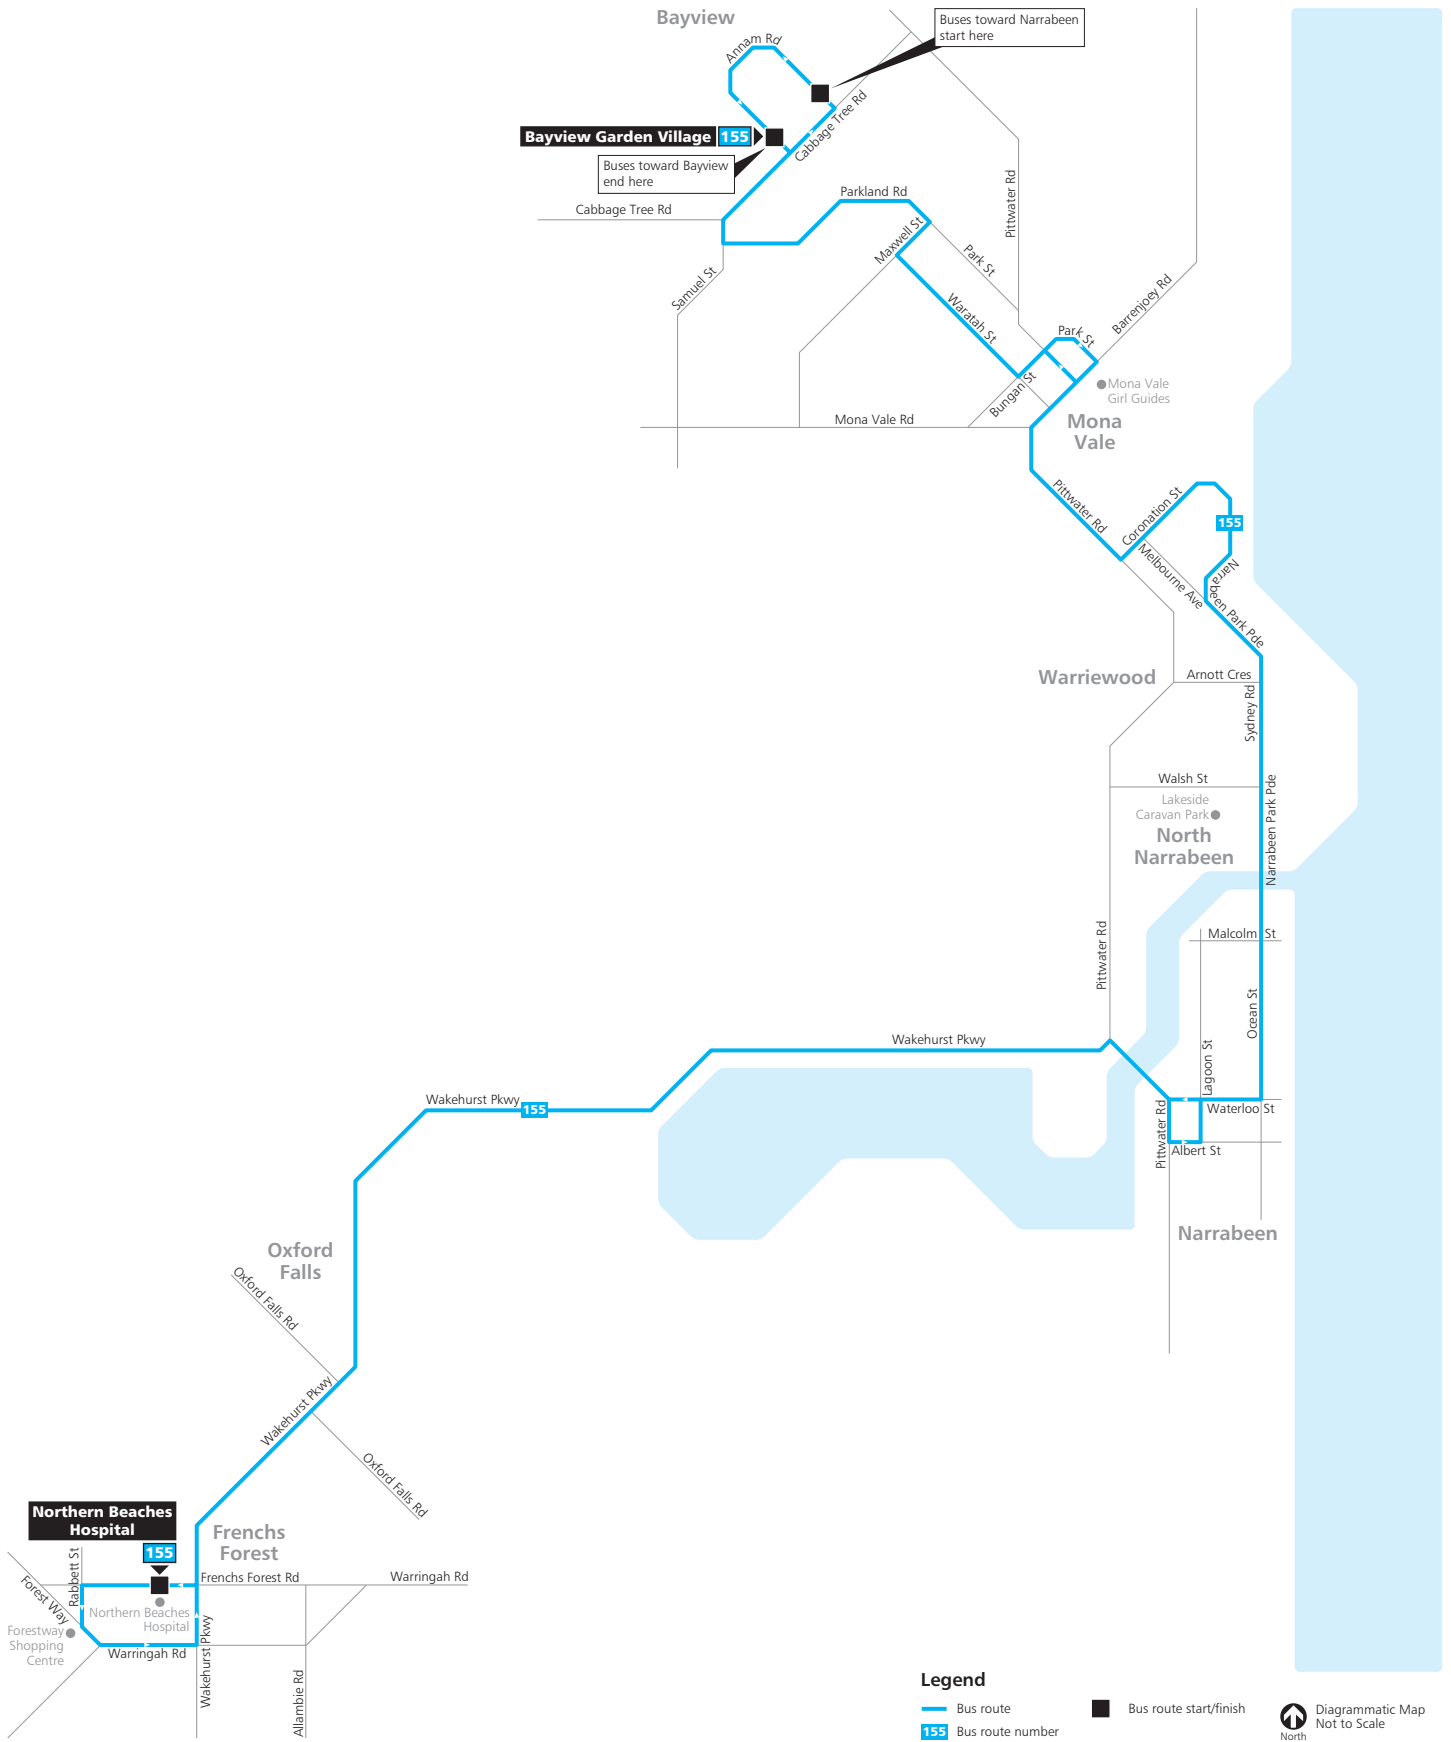 Bayview
Buses toward Narrabeen
start here
Annam Rd
Cabbage Tree Rd
Bayview Garden Village 155
Buses toward Bayview
end here
Cabbage Tree Rd
Parkland Rd
Pittwater Rd
Maxwell St
Park St
Samuel St
Barrenjoey Rd
Waratah St
Park St
Bungan St
Mona Vale
Girl Guides
Mona Vale Rd
Mona
Vale
Pittwater Rd
Coronation St
155
Melbourne Ave
Narrabeen Park Pde
Warriewood
Arnott Cres
Sydney Rd
Walsh St
Narrabeen Park Pde
Lakeside
Caravan Park
North
Narrabeen
Pittwater Rd
Malcolm St
Ocean St
Wakehurst Pkwy
Lagoon St
Wakehurst Pkwy
155
Waterloo St
Pittwater Rd
Albert St
Narrabeen
Oxford
Falls
Oxford Falls Rd
Wakehurst Pkwy
Oxford Falls Rd
Northern Beaches
Hospital
155
Frenchs
Forest
Rabbett St
Frenchs Forest Rd
Warringah Rd
Forest Way
Northern Beaches
Hospital
Forestway
Shopping
Centre
Warringah Rd
Wakehurst Pkwy
Allambie Rd
Legend
Bus route
Bus route start/finish
155 Bus route number
North
Diagrammatic Map
Not to Scale